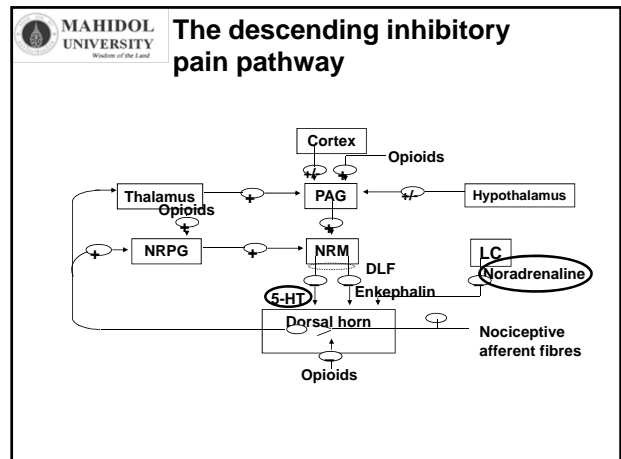 MAHIDOL
UNIVERSITY
Wisdom of the Land
The descending inhibitory
pain pathway
Cortex
Opioids
+/-
+
Thalamus
+
PAG
+/-
Hypothalamus
Opioids
+
+
+
NRPG
+
NRM
LC
DLF
Noradrenaline
−
−
−
5-HT
Enkephalin
Dorsal horn
Nociceptive
afferent fibres
−
Opioids